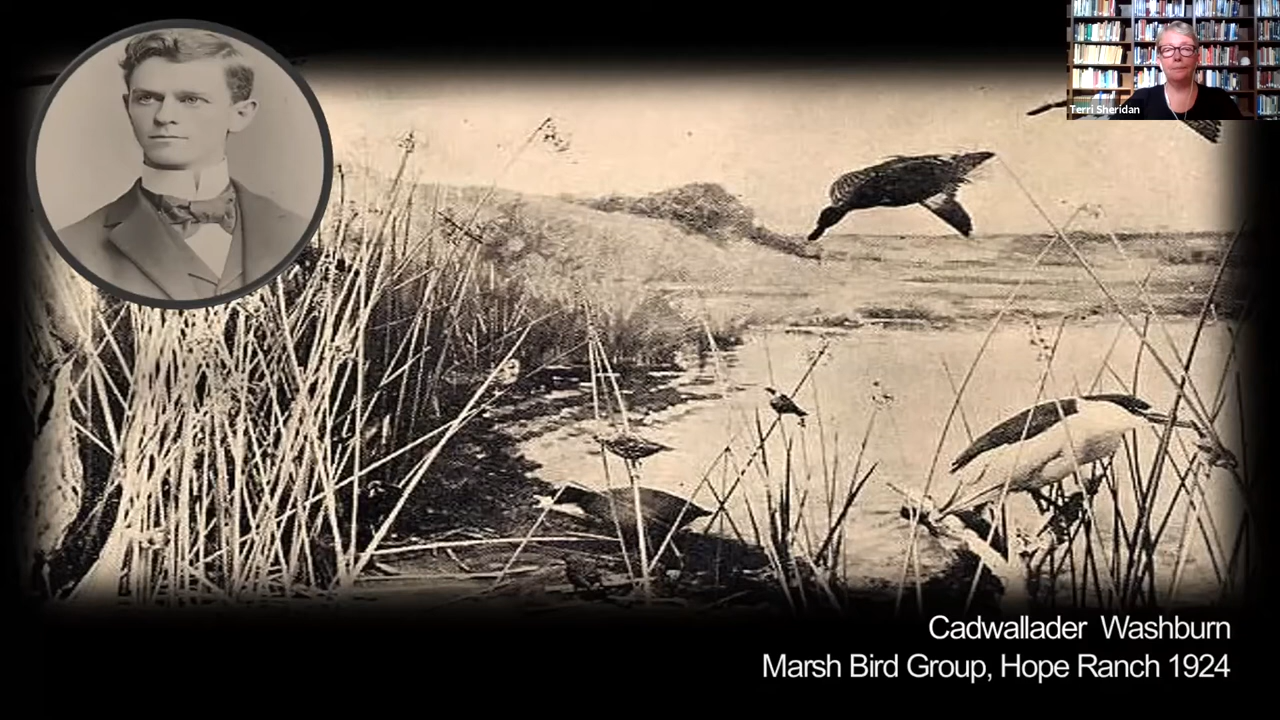 Terri Sheridan
Cadwallader Washburn
Marsh Bird Group, Hope Ranch 1924